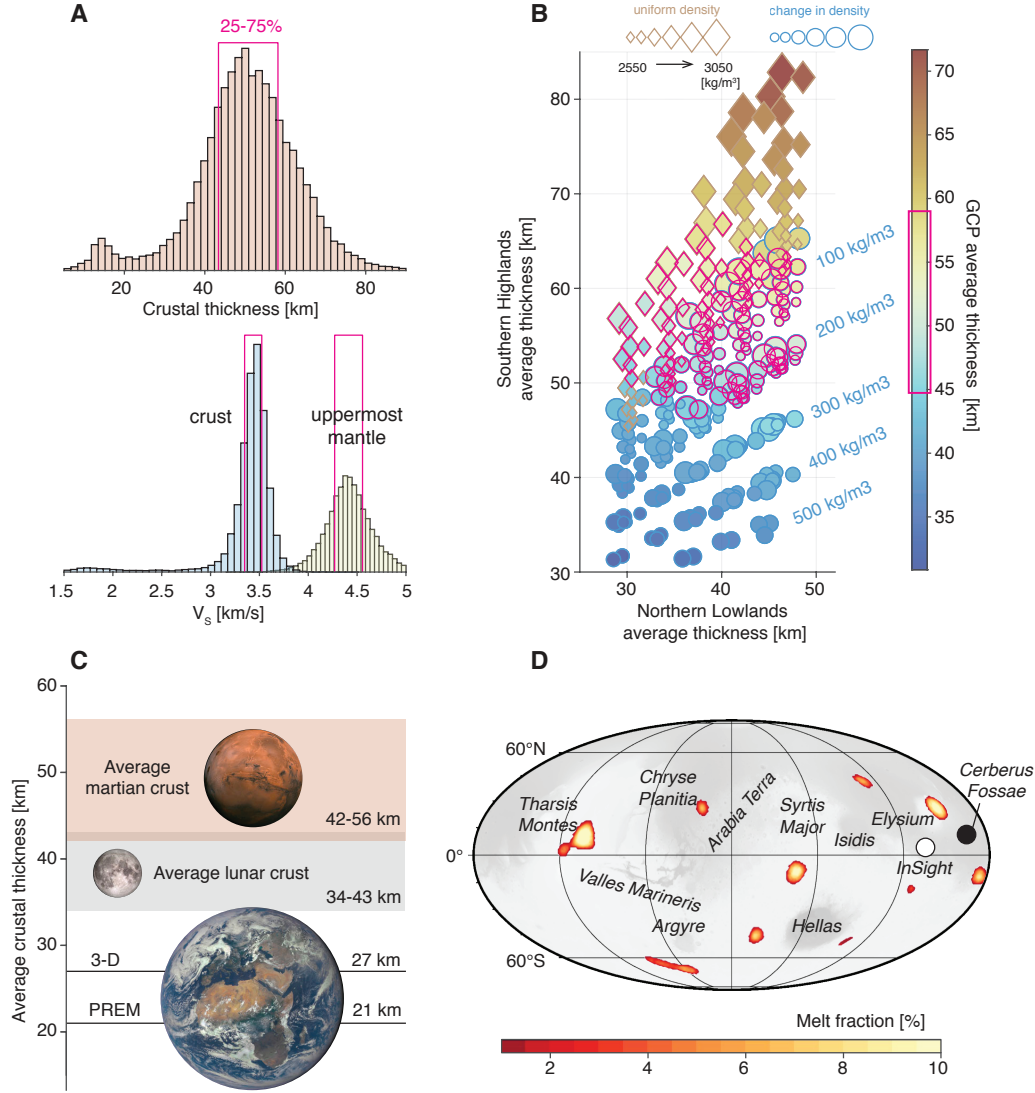 A
25-75%
20
40
60
80
Crustal thickness [km]
crust
uppermost
mantle
1.5
2
2.5
3
3.5
4
4.5
5
V_S [km/s]
B
uniform density
change in density
2550
3050
[kg/m³]
80
70
60
50
40
30
Southern Highlands
average thickness [km]
100 kg/m3
200 kg/m3
300 kg/m3
400 kg/m3
500 kg/m3
30
40
50
Northern Lowlands
average thickness [km]
70
65
60
55
50
45
40
35
GCP average thickness [km]
C
60
50
40
30
20
Average crustal thickness [km]
Average
martian crust
42-56 km
Average lunar crust
34-43 km
3-D
27 km
PREM
21 km
D
60°N
0°
60°S
Cerberus
Fossae
Chryse
Planitia
Arabia Terra
Tharsis
Montes
Syrtis
Major
Elysium
Isidis
InSight
Valles Marineris
Argyre
Hellas
Melt fraction [%]
2
4
6
8
10